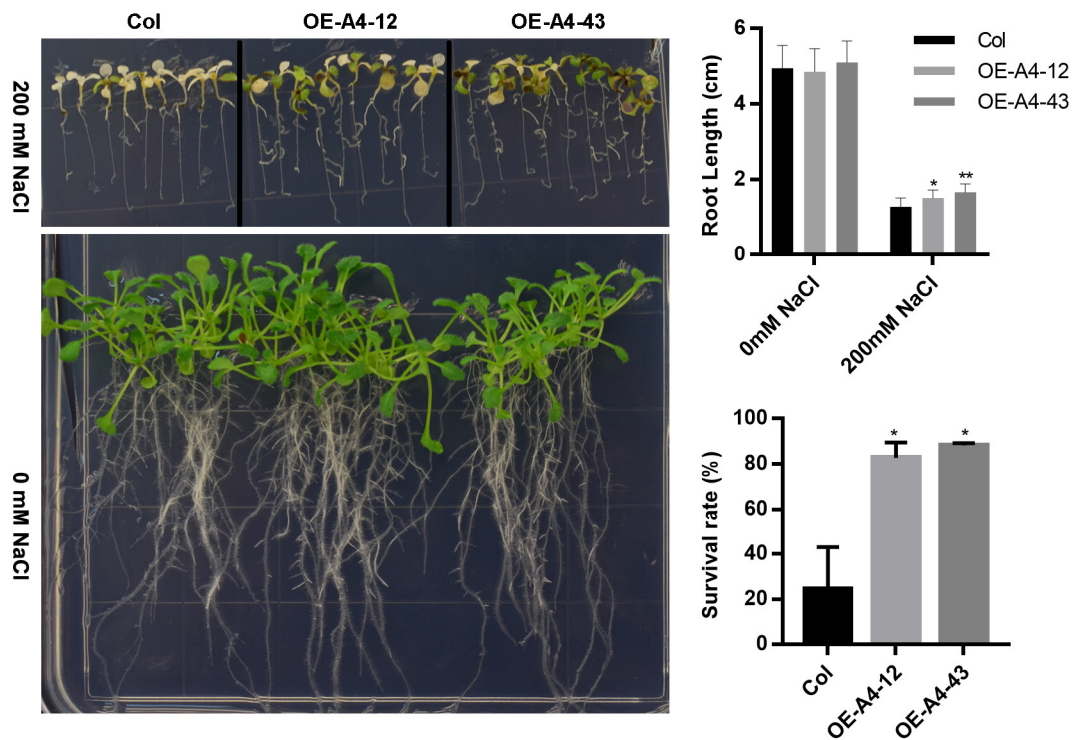 Col OE-A4-12 OE-A4-43
200 mM NaCl
0 mM NaCl
Root Length (cm)
6
4
2
0
Col
OE-A4-12
OE-A4-43
* **
0mM NaCl
200mM NaCl
Survival rate (%)
100
80
60
40
20
0
* *
Col
OE-A4-12
OE-A4-43